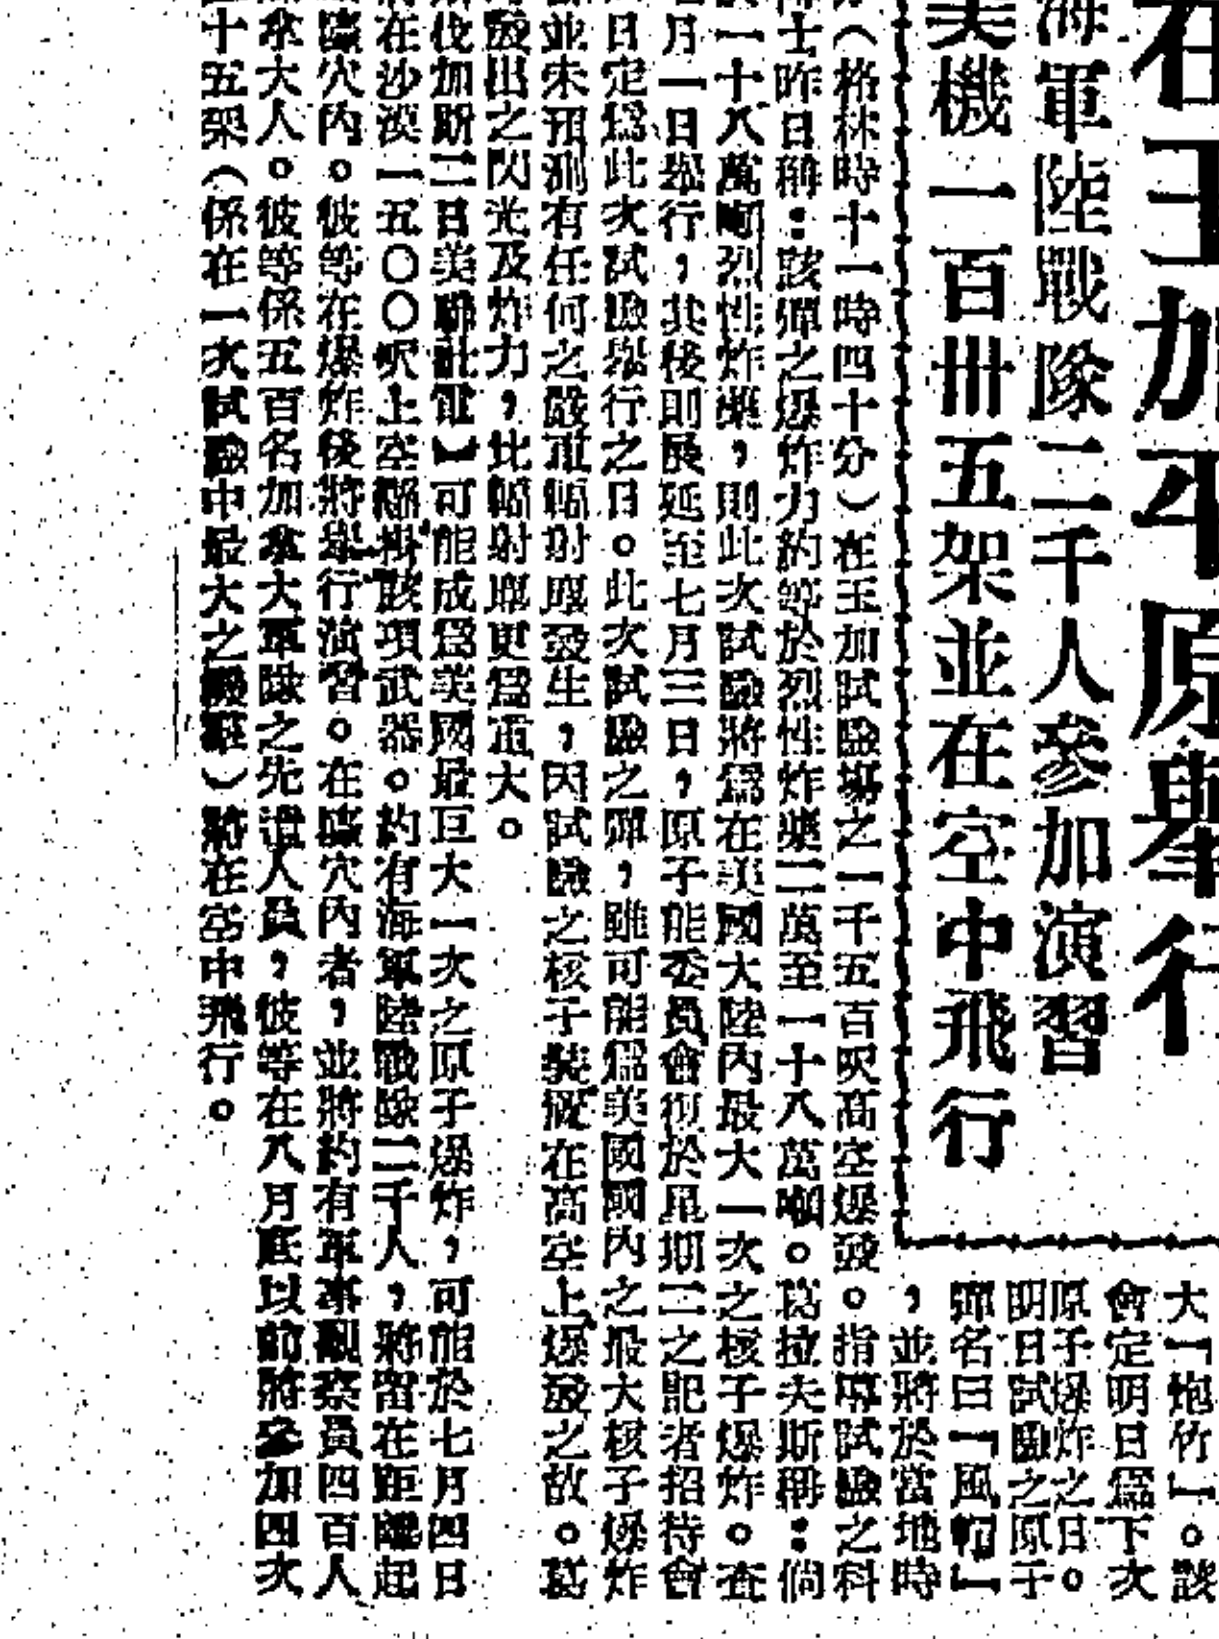 在王加平原舉行
海軍陸戰隊二千人參加演習
美機一百卅五架並在空中飛行
大「炮竹」。該
會定明日爲下次
原子爆炸之日。
明日試驗之原子
彈名曰「風帽」
，並將於當地時
（格林時十一時四十分）在玉加試驗場之一千五百呎高空爆發。指導試驗之科
士昨日稱：該彈之爆炸力約等於烈性炸藥二萬至一十八萬噸。葛拉夫斯稱：倘
一十八萬噸烈性炸藥，則此次試驗將爲在美國大陸內最大一次之核子爆炸。查
月一日舉行，其後則展延至七月三日，原子能委員會復於星期二之記者招待會
日定爲此次試驗舉行之日。此次試驗之彈，雖可能爲美國國內之最大核子爆炸
並未預測有任何之嚴重輻射塵發生，因試驗之核子裝置在高空上爆發之故。葛
發出之閃光及炸力，比輻射塵更爲重大。
伐加斯二日美聯社電】可能成爲美國最巨大一次之原子爆炸，可能於七月四日
在沙漠一五〇〇呎上空懸掛該項武器。約有海軍陸戰隊二千人，將留在距離起
壕穴內。彼等在爆炸後將舉行演習。在壕穴內者，並將約有軍事觀察員四百人
拿大人。彼等係五百名加拿大軍隊之先遣人員，彼等在八月底以前將參加四次
十五架（係在一次試驗中最大之機羣）將在空中飛行。